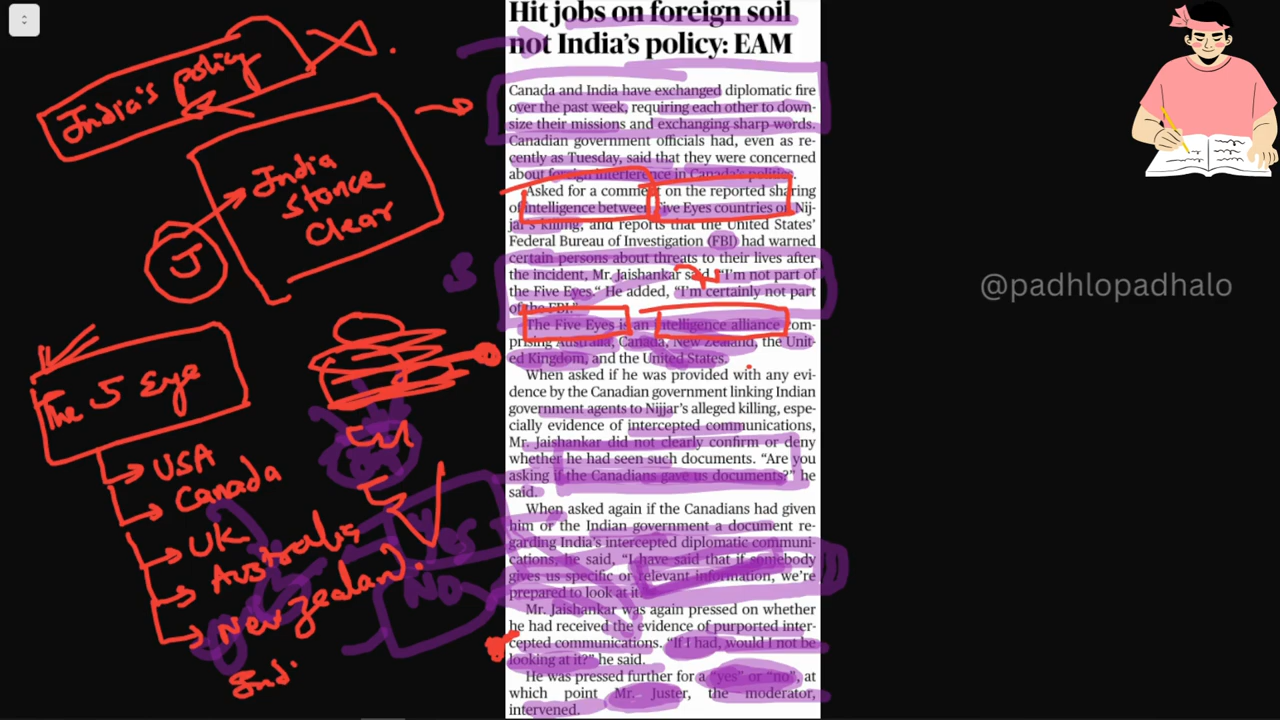 Hit jobs on foreign soil
not India's policy: EAM
Canada and India have exchanged diplomatic fire
over the past week, requiring each other to down-
size their missions and exchanging sharp words.
Canadian government officials had, even as re-
cently as Tuesday, said that they were concerned
about foreign interference in Canada's politics.
Asked for a comment on the reported sharing
of intelligence between Five Eyes countries on Nij-
jar's killing, and reports that the United States'
Federal Bureau of Investigation (FBI) had warned
certain persons about threats to their lives after
the incident, Mr. Jaishankar said, "I'm not part of
the Five Eyes." He added, "I'm certainly not part
of the FBI."
The Five Eyes is an intelligence alliance com-
prising Australia, Canada, New Zealand, the Unit-
ed Kingdom, and the United States.
When asked if he was provided with any evi-
dence by the Canadian government linking Indian
government agents to Nijjar's alleged killing, espe-
cially evidence of intercepted communications,
Mr. Jaishankar did not clearly confirm or deny
whether he had seen such documents. "Are you
asking if the Canadians gave us documents?" he
said.
When asked again if the Canadians had given
him or the Indian government a document re-
garding India's intercepted diplomatic communi-
cations, he said, "I have said that if somebody
gives us specific or relevant information, we're
prepared to look at it."
Mr. Jaishankar was again pressed on whether
he had received the evidence of purported inter-
cepted communications. "If I had, would I not be
looking at it?" he said.
He was pressed further for a "yes" or "no", at
which point Mr. Juster, the moderator,
intervened.
India's policy
India
stance
Clear
J
The 5 Eye
USA
Canada
UK
Australia
New Zealand.
Indi
S
Yes
No
@padhlopadhalo